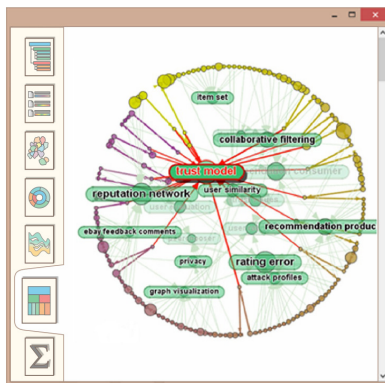 item set
collaborative filtering
trust model
consumer
user similarity
reputation network
ebay feedback comments
recommendation produc
privacy
rating error
attack profiles
graph visualization
Σ